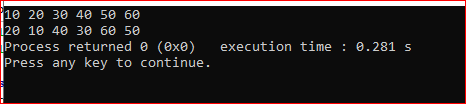 10 20 30 40 50 60
20 10 40 30 60 50
Process returned 0 (0x0)   execution time : 0.281 s
Press any key to continue.